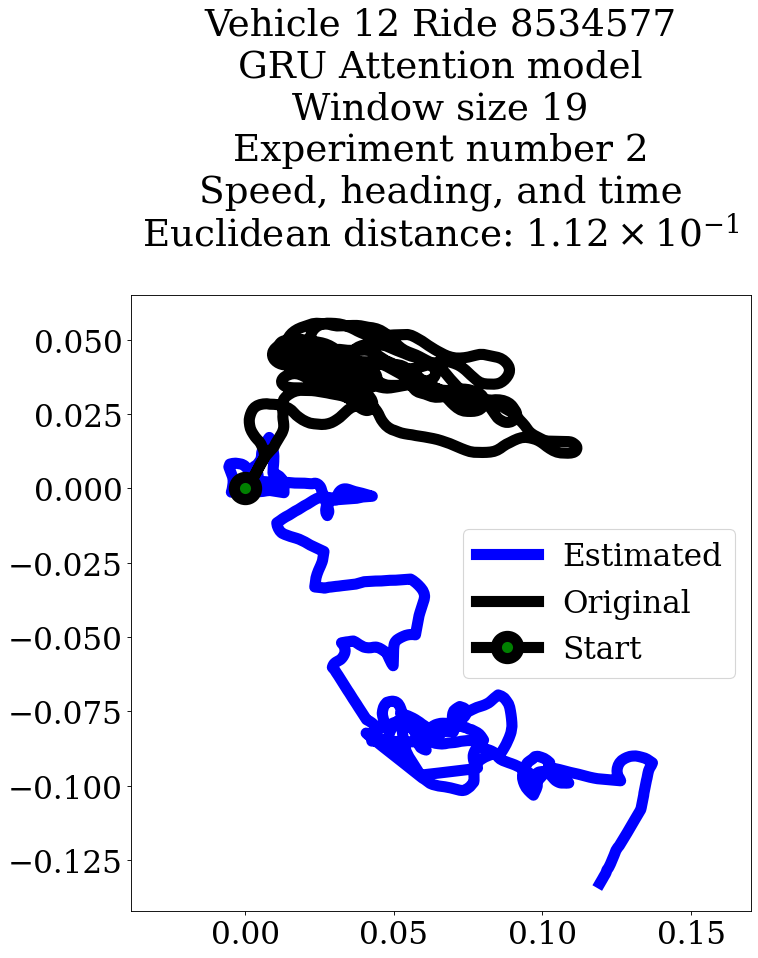 Vehicle 12 Ride 8534577
GRU Attention model
Window size 19
Experiment number 2
Speed, heading, and time
Euclidean distance: 1.12 × 10⁻¹
0.050
0.025
0.000
−0.025
−0.050
−0.075
−0.100
−0.125
Estimated
Original
Start
0.00 0.05 0.10 0.15